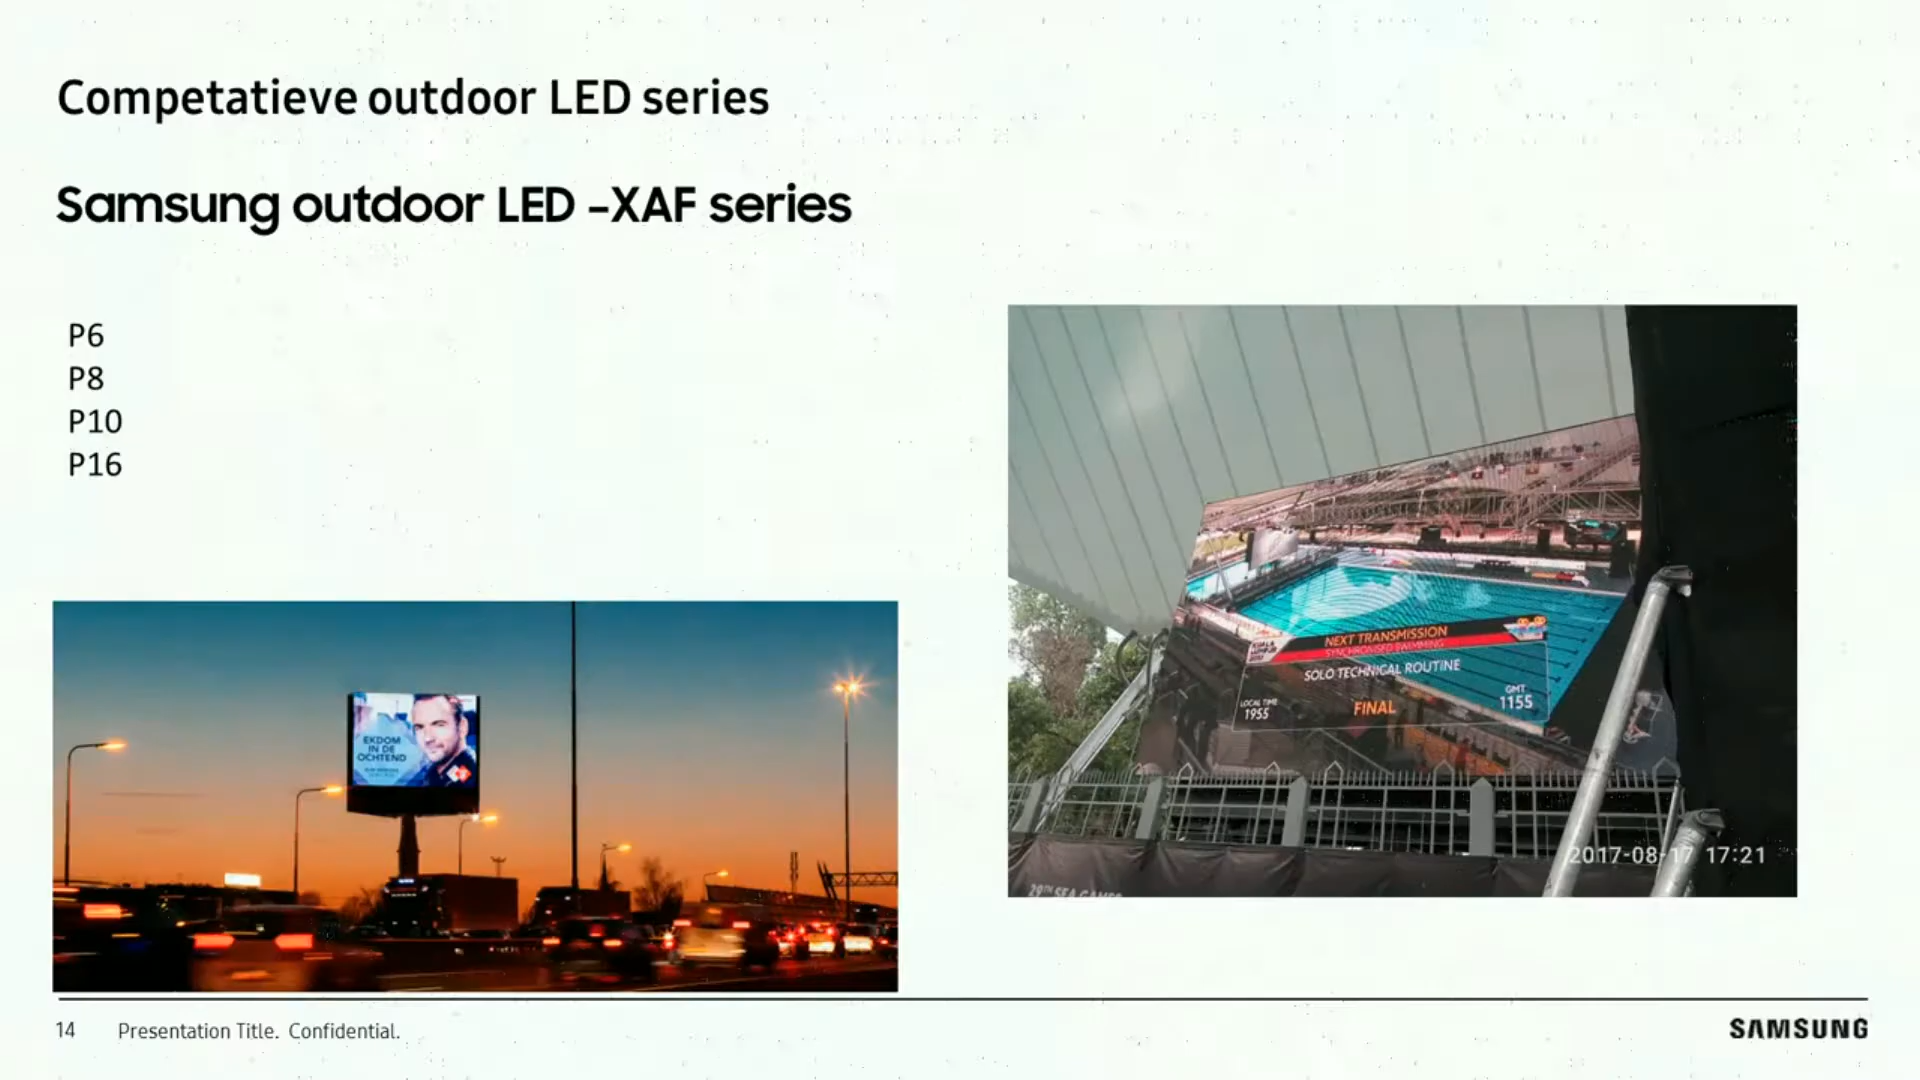 Competatieve outdoor LED series
Samsung outdoor LED –XAF series
P6
P8
P10
P16
EKDOM
IN DE
OCHTEND
NEXT TRANSMISSION
SYNCHRONISED SWIMMING
SOLO TECHNICAL ROUTINE
LOCAL TIME
1955
FINAL
GMT
1155
2017-08-17 17:21
29TH SEA GAMES
14
Presentation Title. Confidential.
SAMSUNG